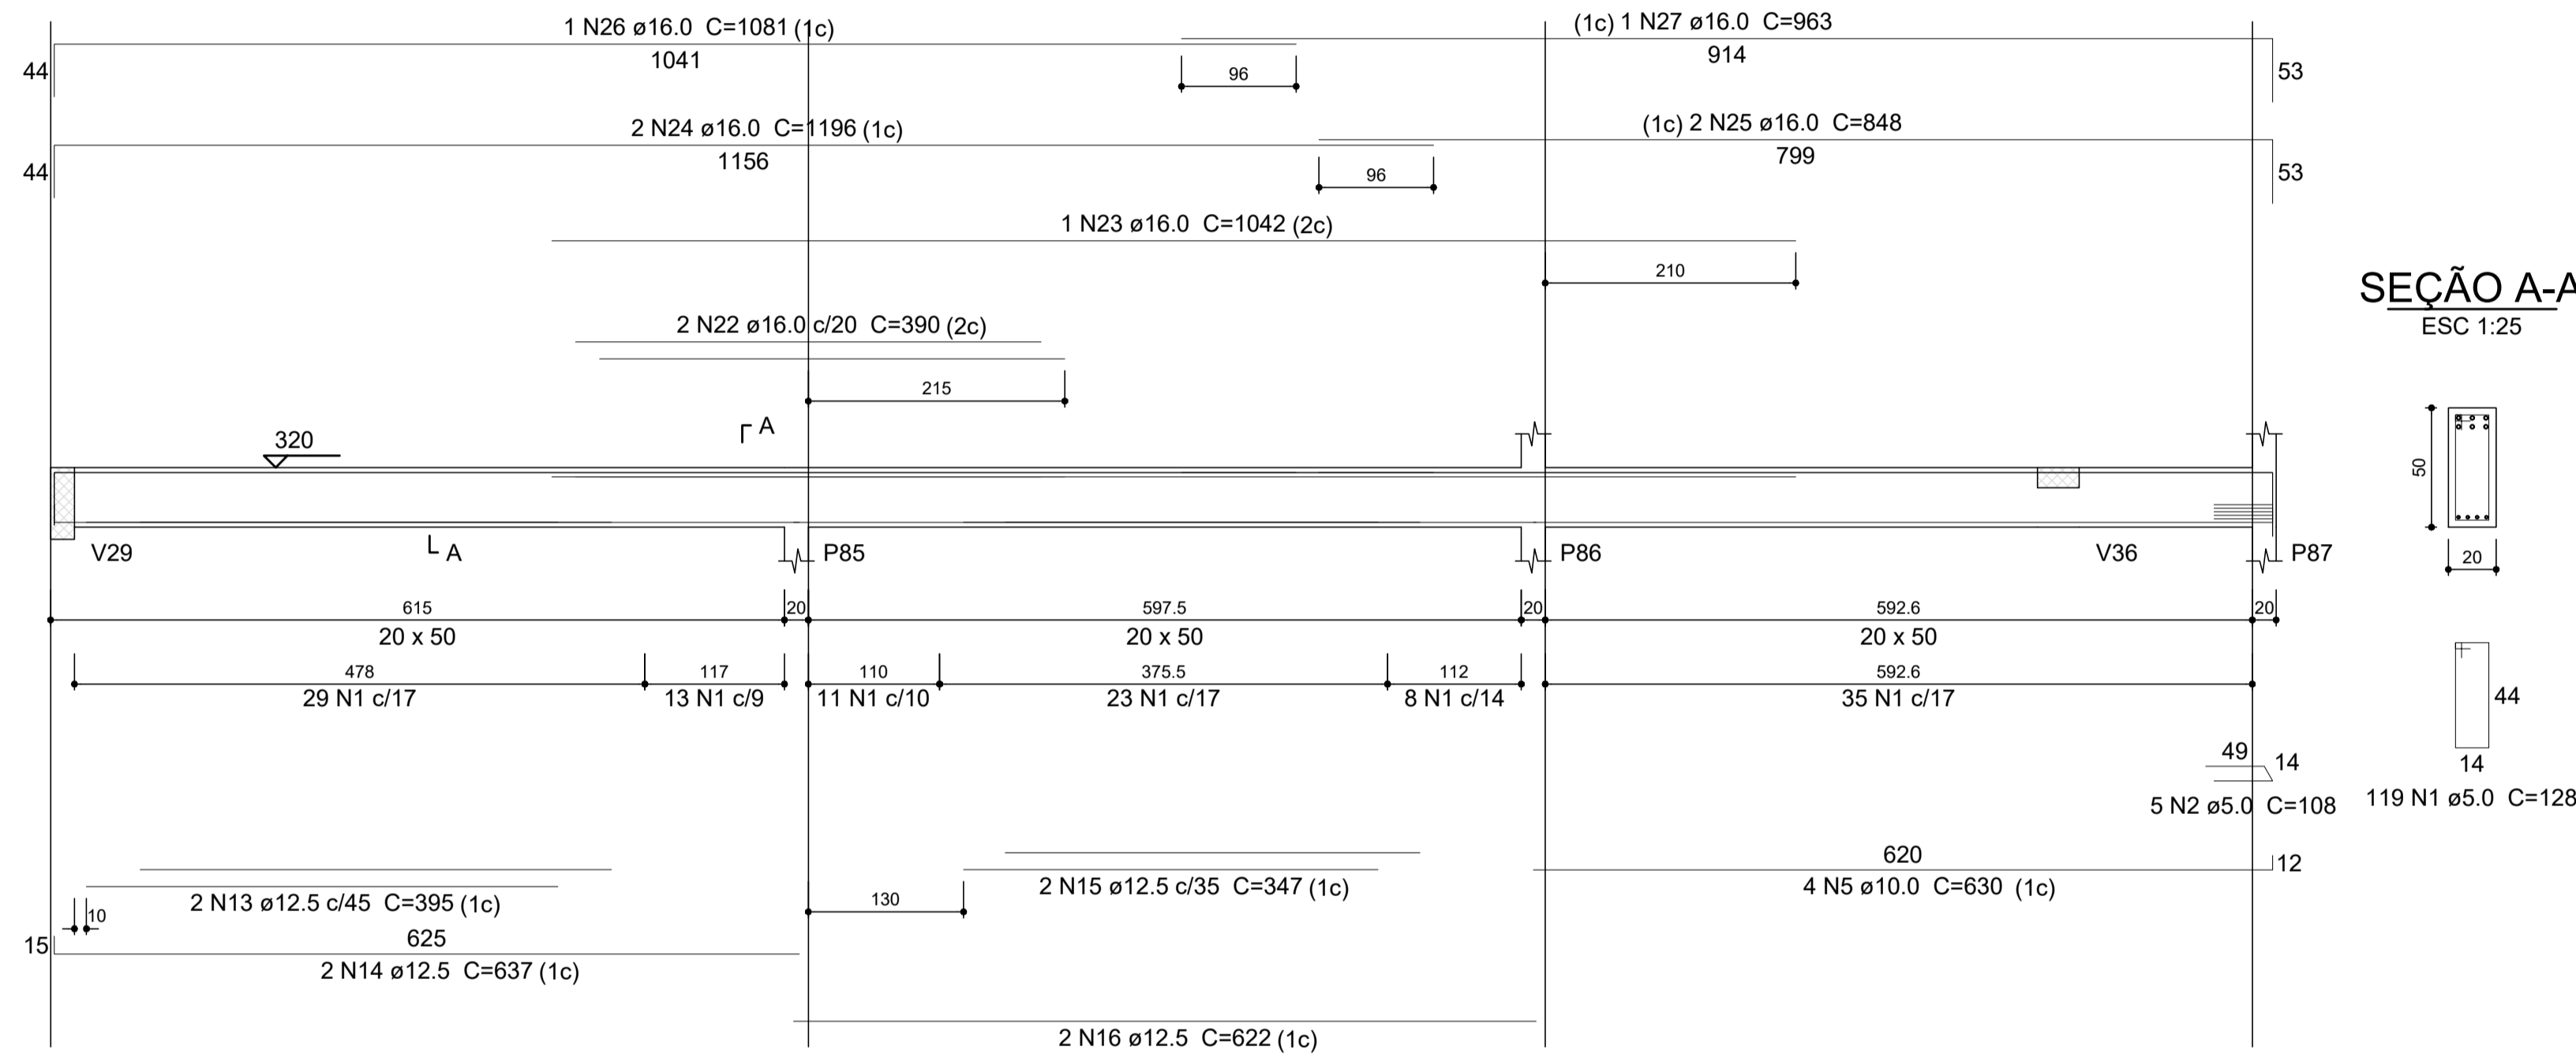 1 N26 ø16.0 C=1081 (1c)
(1c) 1 N27 ø16.0 C=963
1041
914
44
96
53
2 N24 ø16.0 C=1196 (1c)
(1c) 2 N25 ø16.0 C=848
1156
799
44
96
53
1 N23 ø16.0 C=1042 (2c)
210
SEÇÃO A-A
ESC 1:25
2 N22 ø16.0 c/20 C=390 (2c)
215
A
320
50
V29
A
P85
P86
V36
P87
20
615
20
597.5
20
592.6
20
20 x 50
20 x 50
20 x 50
478
117
110
375.5
112
592.6
29 N1 c/17
13 N1 c/9
11 N1 c/10
23 N1 c/17
8 N1 c/14
35 N1 c/17
44
14
49
14
5 N2 ø5.0 C=108
119 N1 ø5.0 C=128
620
12
4 N5 ø10.0 C=630 (1c)
2 N15 ø12.5 c/35 C=347 (1c)
130
2 N13 ø12.5 c/45 C=395 (1c)
10
15
625
2 N14 ø12.5 C=637 (1c)
2 N16 ø12.5 C=622 (1c)